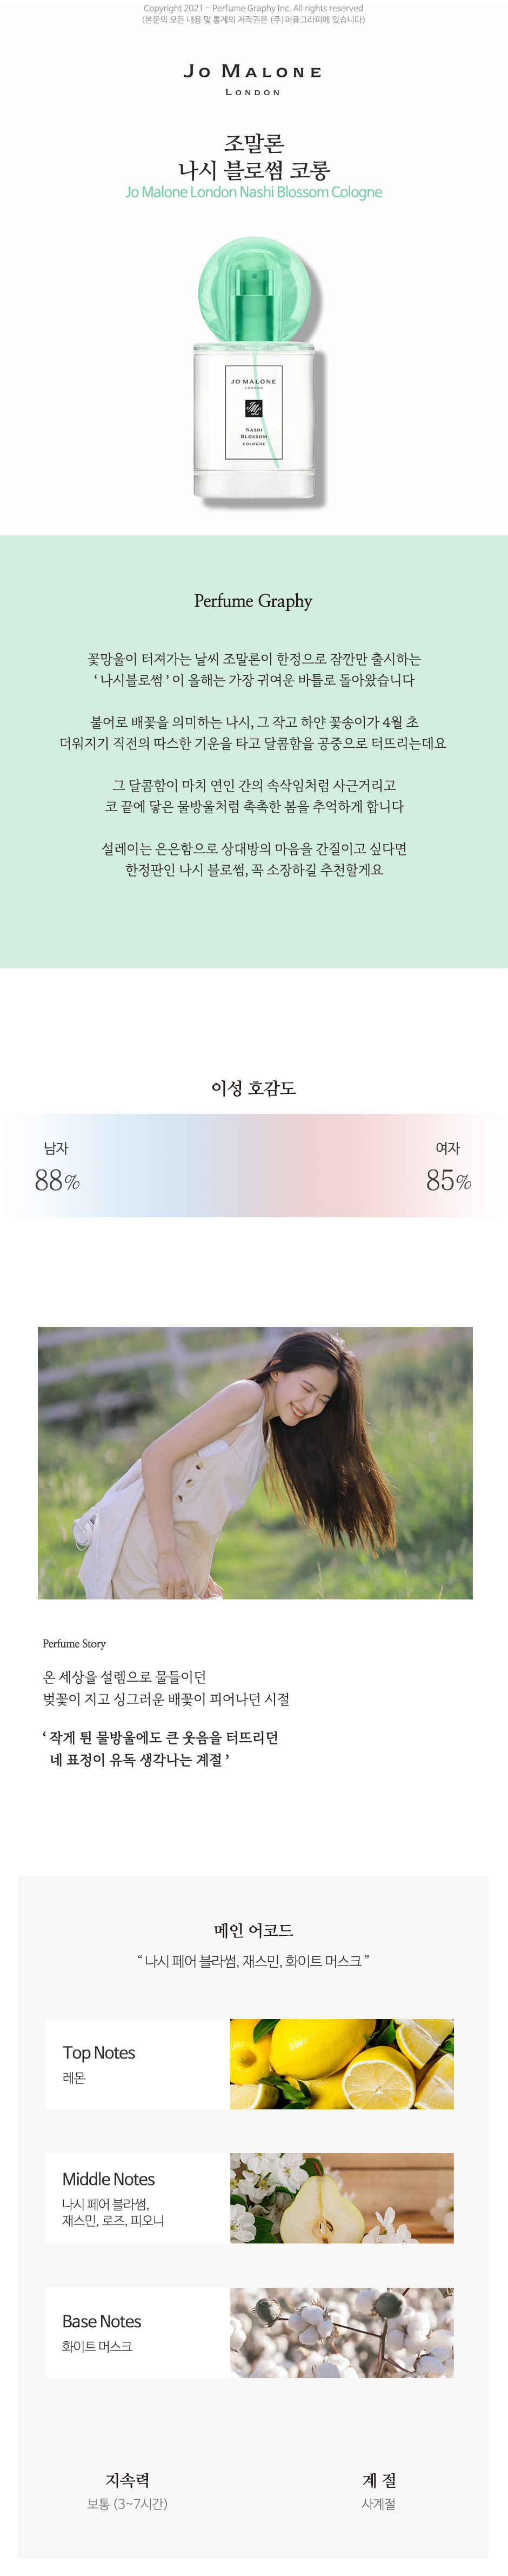 Copyright 2021 - Perfume Graphy Inc. All rights reserved
(본문의 모든 내용 및 통계의 저작권은 (주)퍼퓸그라피에 있습니다)
JO MALONE
LONDON
조말론
나시 블로썸 코롱
Jo Malone London Nashi Blossom Cologne
JO MALONE
LONDON
JM
NASHI
BLOSSOM
COLOGNE
Perfume Graphy
꽃망울이 터져가는 날씨 조말론이 한정으로 잠깐만 출시하는
‘ 나시블로썸 ’ 이 올해는 가장 귀여운 바틀로 돌아왔습니다
불어로 배꽃을 의미하는 나시, 그 작고 하얀 꽃송이가 4월 초
더워지기 직전의 따스한 기운을 타고 달콤함을 공중으로 터뜨리는데요
그 달콤함이 마치 연인 간의 속삭임처럼 사근거리고
코 끝에 닿은 물방울처럼 촉촉한 봄을 추억하게 합니다
설레이는 은은함으로 상대방의 마음을 간질이고 싶다면
한정판인 나시 블로썸, 꼭 소장하길 추천할게요
이성 호감도
남자 여자
88% 85%
Perfume Story
온 세상을 설렘으로 물들이던
벚꽃이 지고 싱그러운 배꽃이 피어나던 시절
‘ 작게 튄 물방울에도 큰 웃음을 터뜨리던
네 표정이 유독 생각나는 계절 ’
메인 어코드
“ 나시 페어 블라썸, 재스민, 화이트 머스크 ”
Top Notes
레몬
Middle Notes
나시 페어 블라썸,
재스민, 로즈, 피오니
Base Notes
화이트 머스크
지속력 계 절
보통 (3~7시간) 사계절